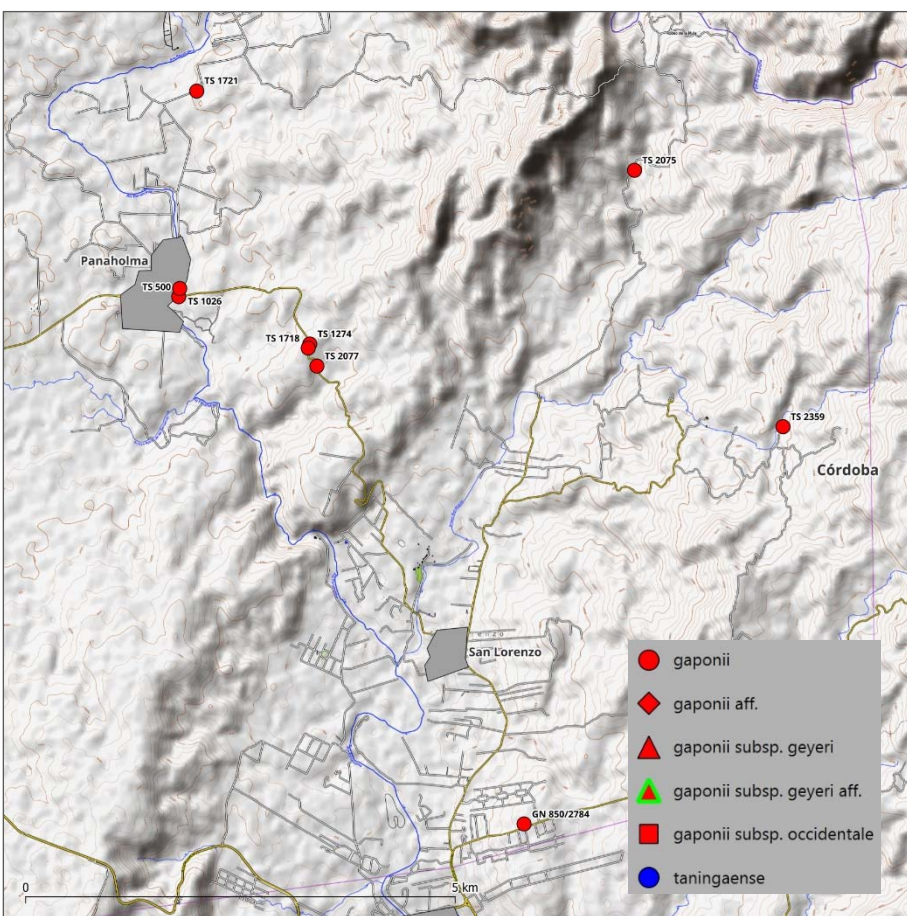 TS 1721
TS 2075
Panaholma
TS 500
TS 1026
TS 1274
TS 1718
TS 2077
TS 2359
Córdoba
San Lorenzo
GN 850/2784
gaponii
gaponii aff.
gaponii subsp. geyeri
gaponii subsp. geyeri aff.
gaponii subsp. occidentale
taningaense
0
5 km